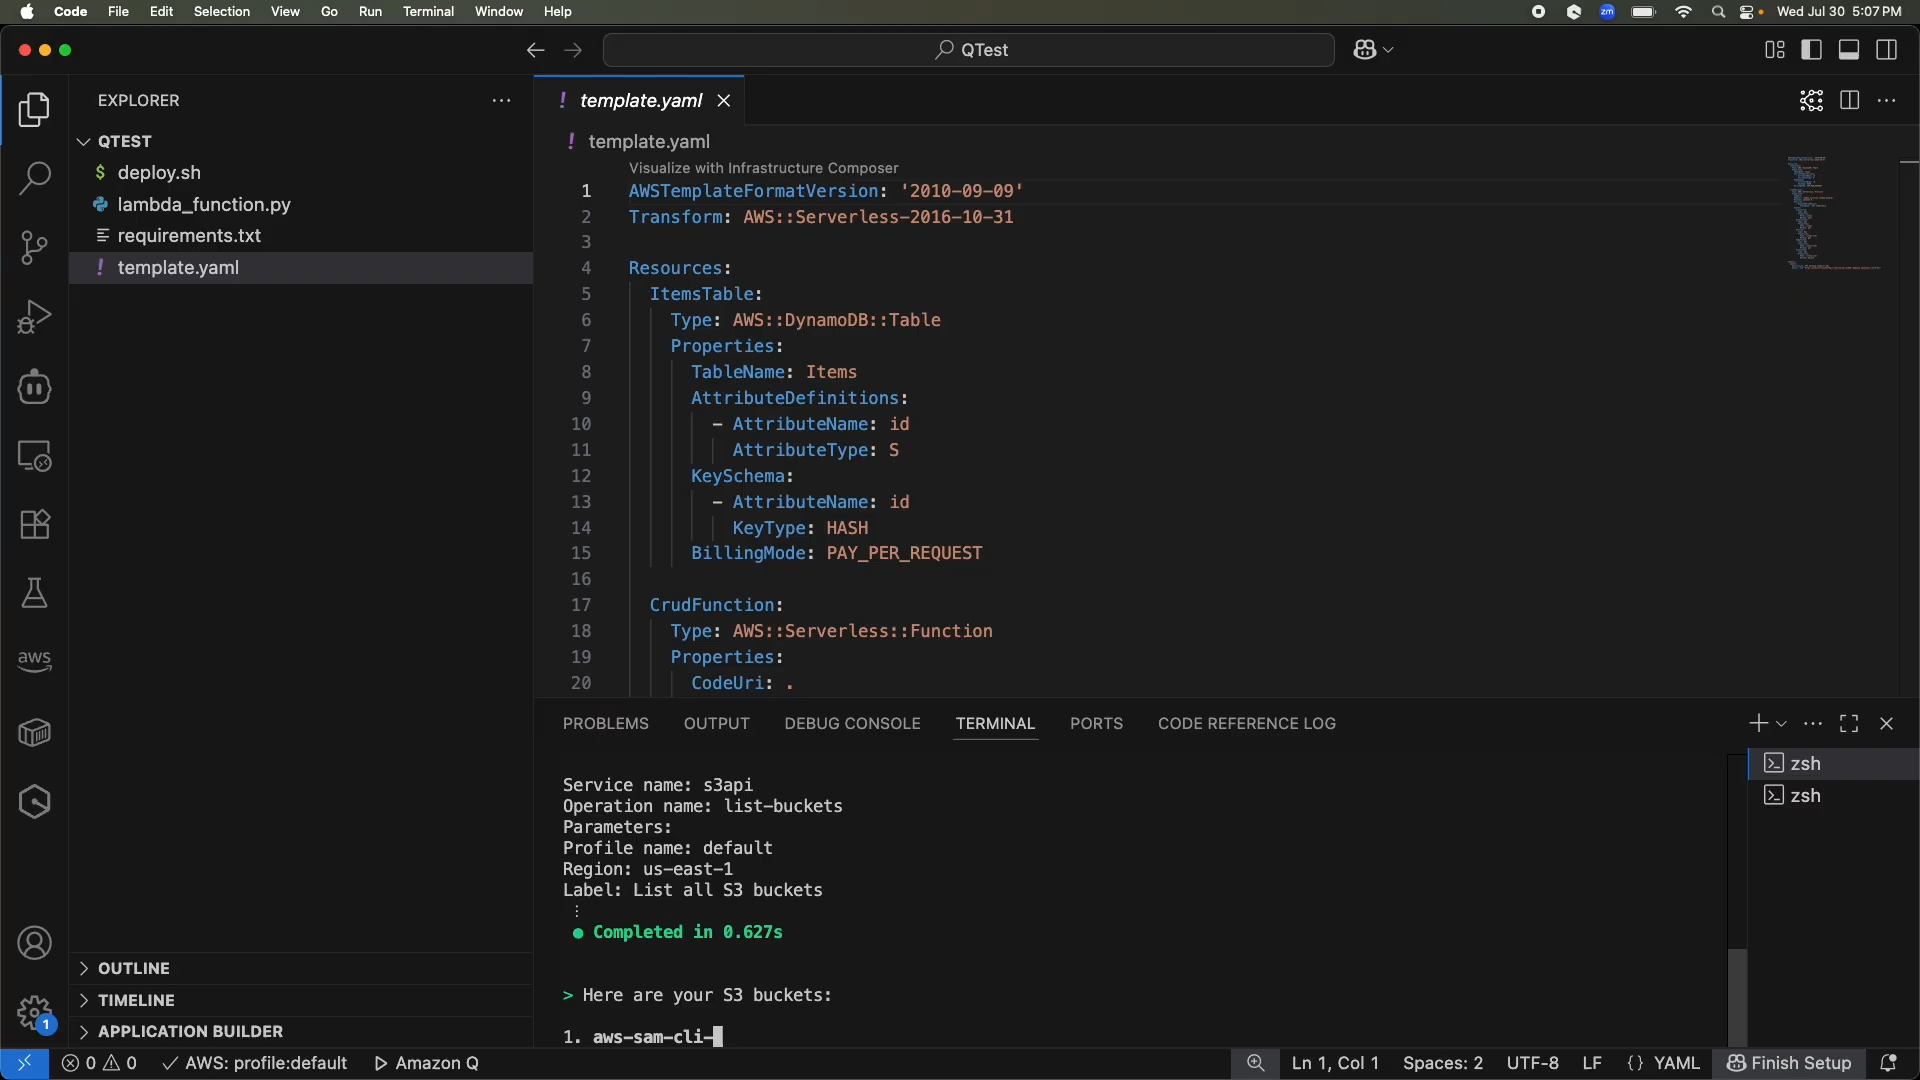 Code File Edit Selection View Go Run Terminal Window Help
zm
Wed Jul 30 5:07 PM
QTest
EXPLORER
QTEST
$ deploy.sh
lambda_function.py
requirements.txt
! template.yaml
aws
OUTLINE
TIMELINE
APPLICATION BUILDER
1
! template.yaml
! template.yaml
Visualize with Infrastructure Composer
1 AWSTemplateFormatVersion: '2010-09-09'
2 Transform: AWS::Serverless-2016-10-31
3
4 Resources:
5 ItemsTable:
6 Type: AWS::DynamoDB::Table
7 Properties:
8 TableName: Items
9 AttributeDefinitions:
10 - AttributeName: id
11 AttributeType: S
12 KeySchema:
13 - AttributeName: id
14 KeyType: HASH
15 BillingMode: PAY_PER_REQUEST
16
17 CrudFunction:
18 Type: AWS::Serverless::Function
19 Properties:
20 CodeUri: .
PROBLEMS OUTPUT DEBUG CONSOLE TERMINAL PORTS CODE REFERENCE LOG
Service name: s3api
Operation name: list-buckets
Parameters:
Profile name: default
Region: us-east-1
Label: List all S3 buckets
⋮
● Completed in 0.627s
> Here are your S3 buckets:
1. aws-sam-cli-
zsh
zsh
0 0 AWS: profile:default Amazon Q
Ln 1, Col 1 Spaces: 2 UTF-8 LF {} YAML Finish Setup